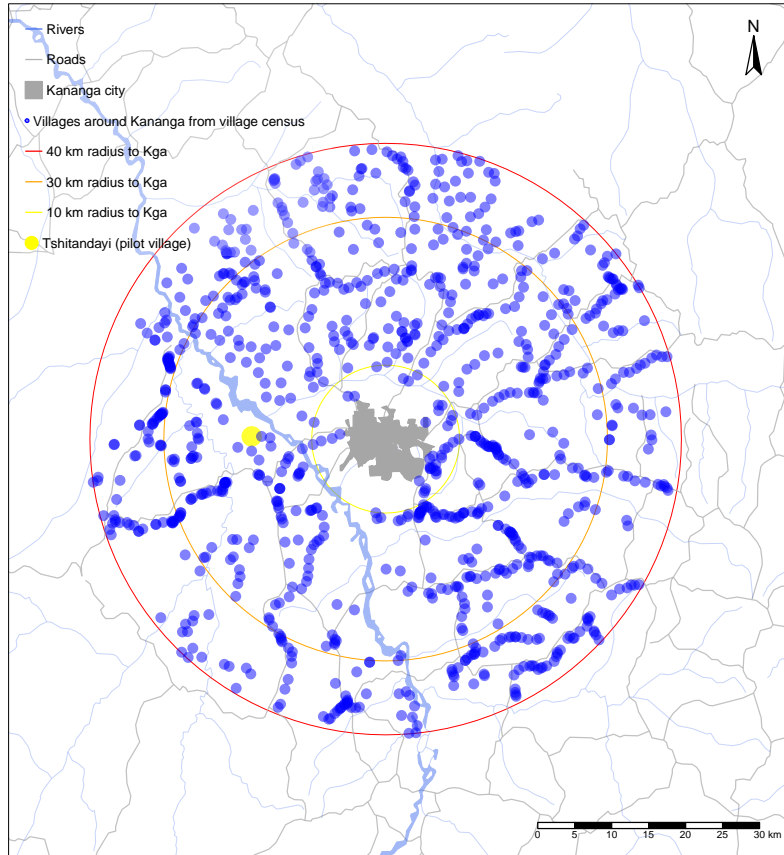 N
Rivers
Roads
Kananga city
Villages around Kananga from village census
40 km radius to Kga
30 km radius to Kga
10 km radius to Kga
Tshitandayi (pilot village)
0 5 10 15 20 25 30 km